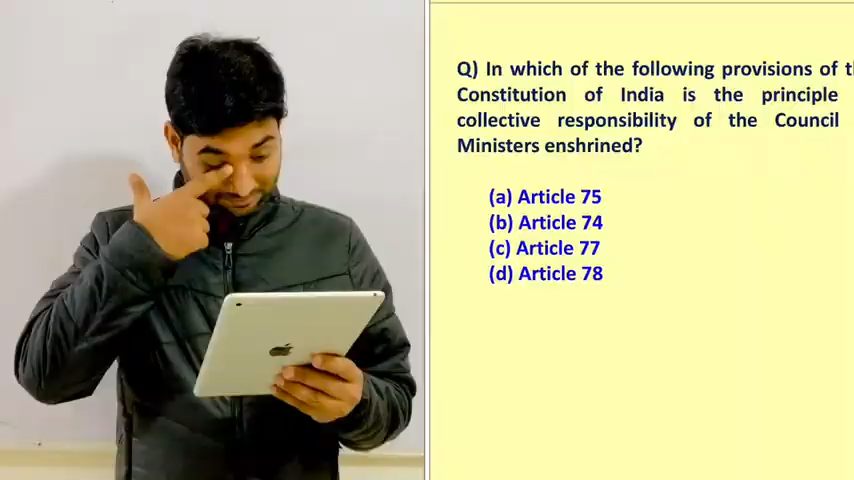 Q) In which of the following provisions of
Constitution of India is the principle
collective responsibility of the Council
Ministers enshrined?
(a) Article 75
(b) Article 74
(c) Article 77
(d) Article 78